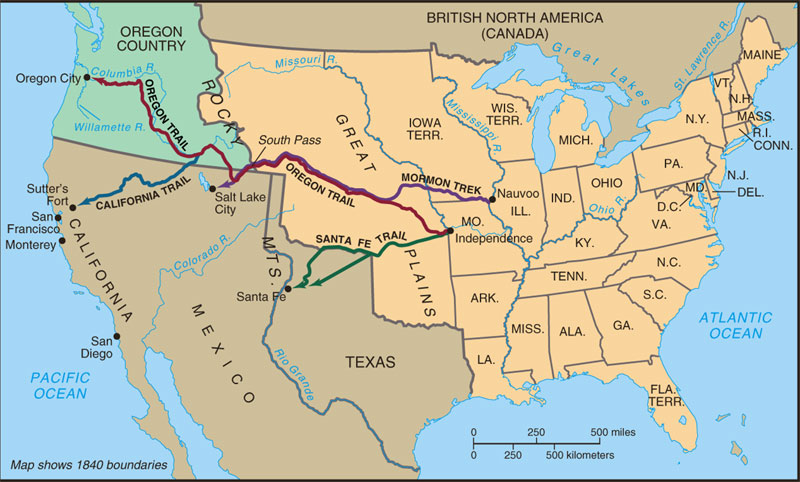 BRITISH NORTH AMERICA
(CANADA)
OREGON
COUNTRY
Oregon City
Columbia R.
OREGON TRAIL
Willamette R.
ROCKY
MTS.
Missouri R.
South Pass
GREAT
PLAINS
IOWA
TERR.
WIS.
TERR.
Mississippi R.
Great Lakes
St. Lawrence R.
MAINE
VT.
N.H.
MASS.
R.I.
CONN.
N.Y.
MICH.
PA.
N.J.
MD.
DEL.
D.C.
VA.
OHIO
Ohio R.
IND.
ILL.
Nauvoo
MORMON TREK
OREGON TRAIL
Salt Lake
City
CALIFORNIA TRAIL
Sutter's
Fort
San
Francisco
Monterey
CALIFORNIA
Colorado R.
SANTA FE TRAIL
MO.
Independence
KY.
TENN.
N.C.
S.C.
ARK.
MISS.
ALA.
GA.
LA.
FLA.
TERR.
Santa Fe
MEXICO
TEXAS
Rio Grande
San
Diego
PACIFIC
OCEAN
ATLANTIC
OCEAN
0 250 500 miles
0 250 500 kilometers
Map shows 1840 boundaries